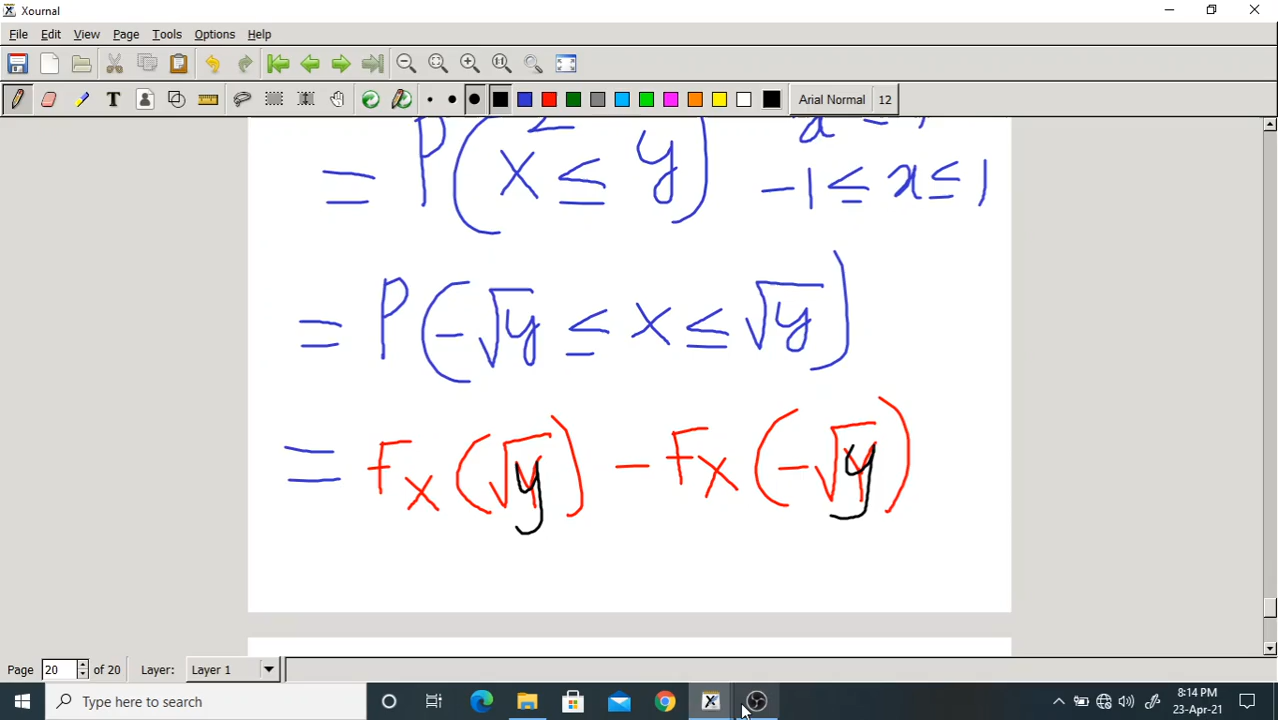 Xournal
File Edit View Page Tools Options Help
Arial Normal 12
= P(X² ≤ y)
-1 ≤ x ≤ 1
= P(-√y ≤ X ≤ √y)
= Fx(√y) - Fx(-√y)
Page 20 of 20 Layer: Layer 1
Type here to search
8:14 PM
23-Apr-21